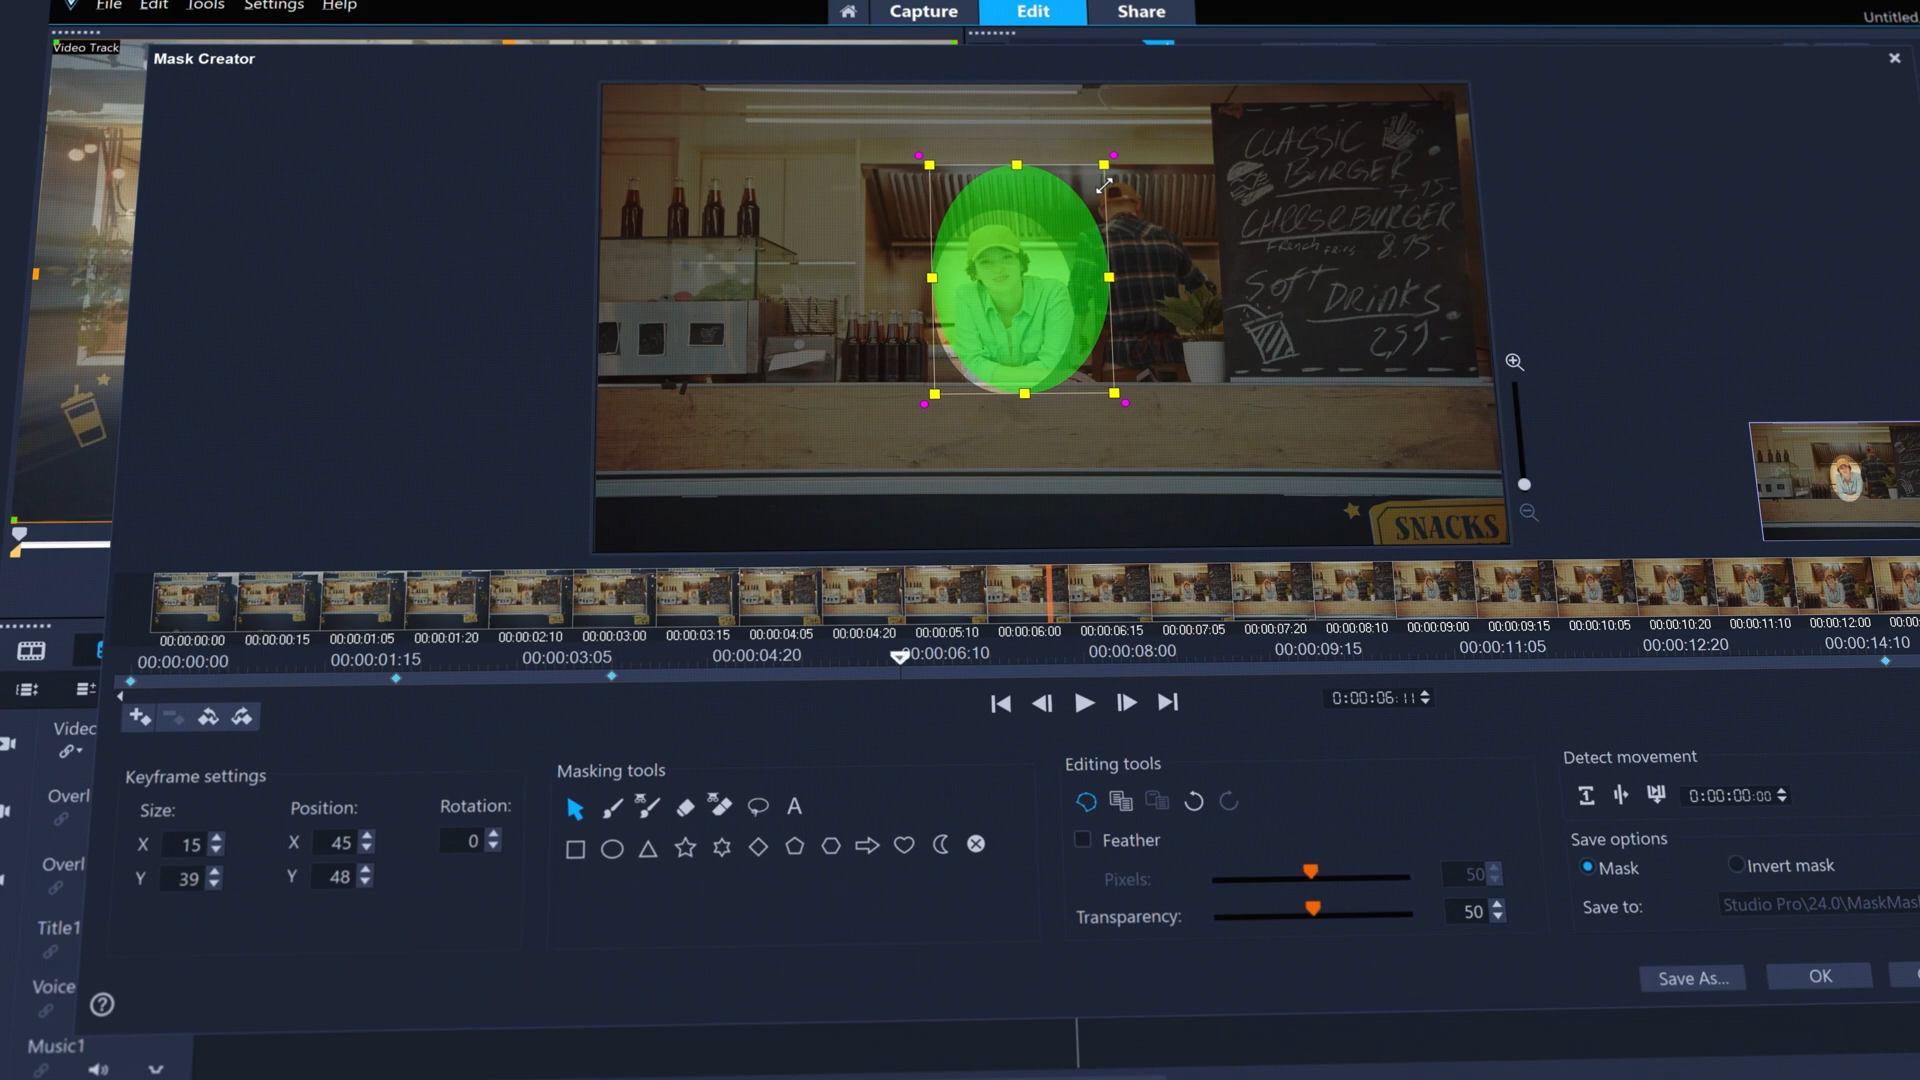 File Edit Tools Settings Help
Capture Edit Share
Untitled
Video Track
Mask Creator
CLASSIC
BURGER
7,95-
CHEESEBURGER
FRENCH FRIES 8.95-
SOFT
DRINKS
2,59-
SNACKS
00:00:00:00 00:00:00:15 00:00:01:05 00:00:01:20 00:00:02:10 00:00:03:00 00:00:03:15 00:00:04:05 00:00:04:20 00:00:05:10 00:00:06:00 00:00:06:15 00:00:07:05 00:00:07:20 00:00:08:10 00:00:09:00 00:00:09:15 00:00:10:05 00:00:10:20 00:00:11:10 00:00:12:00 00:00
00:00:00:00 00:00:01:15 00:00:03:05 00:00:04:20 00:00:06:10 00:00:08:00 00:00:09:15 00:00:11:05 00:00:12:20 00:00:14:10
0:00:06:11
Video
Overl
Overl
Title1
Voice
Music1
Keyframe settings
Size:
X 15
Y 39
Position:
X 45
Y 48
Rotation:
0
Masking tools
A
Editing tools
Feather
Pixels: 50
Transparency: 50
Detect movement
0:00:00:00
Save options
Mask Invert mask
Save to: Studio Pro\24.0\MaskMas
Save As... OK